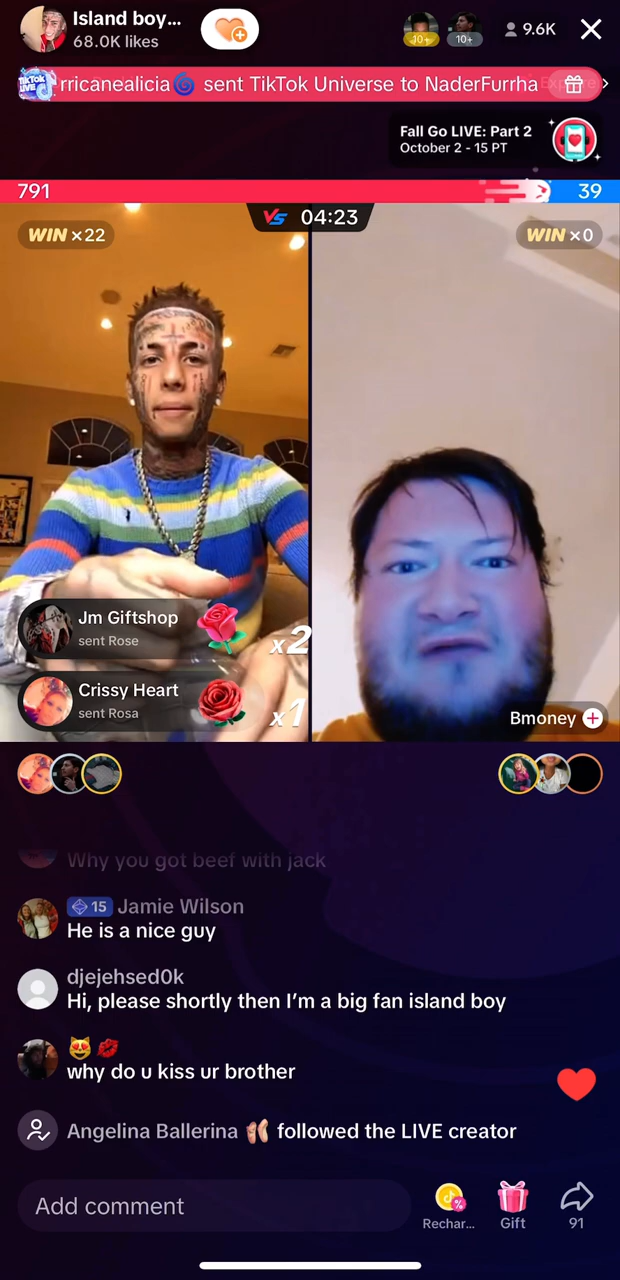 Island boy...
68.0K likes
10+
10+
9.6K
TikTok LIVE
rricanealicia🌀 sent TikTok Universe to NaderFurrha
Fall Go LIVE: Part 2
October 2 - 15 PT
791
39
VS 04:23
WIN ×22
WIN ×0
Jm Giftshop
sent Rose
x2
Crissy Heart
sent Rosa
x1
Bmoney +
Why you got beef with jack
15 Jamie Wilson
He is a nice guy
djejehsed0k
Hi, please shortly then I'm a big fan island boy
😻 💋
why do u kiss ur brother
Angelina Ballerina 🩰 followed the LIVE creator
Add comment
Rechar...
Gift
91